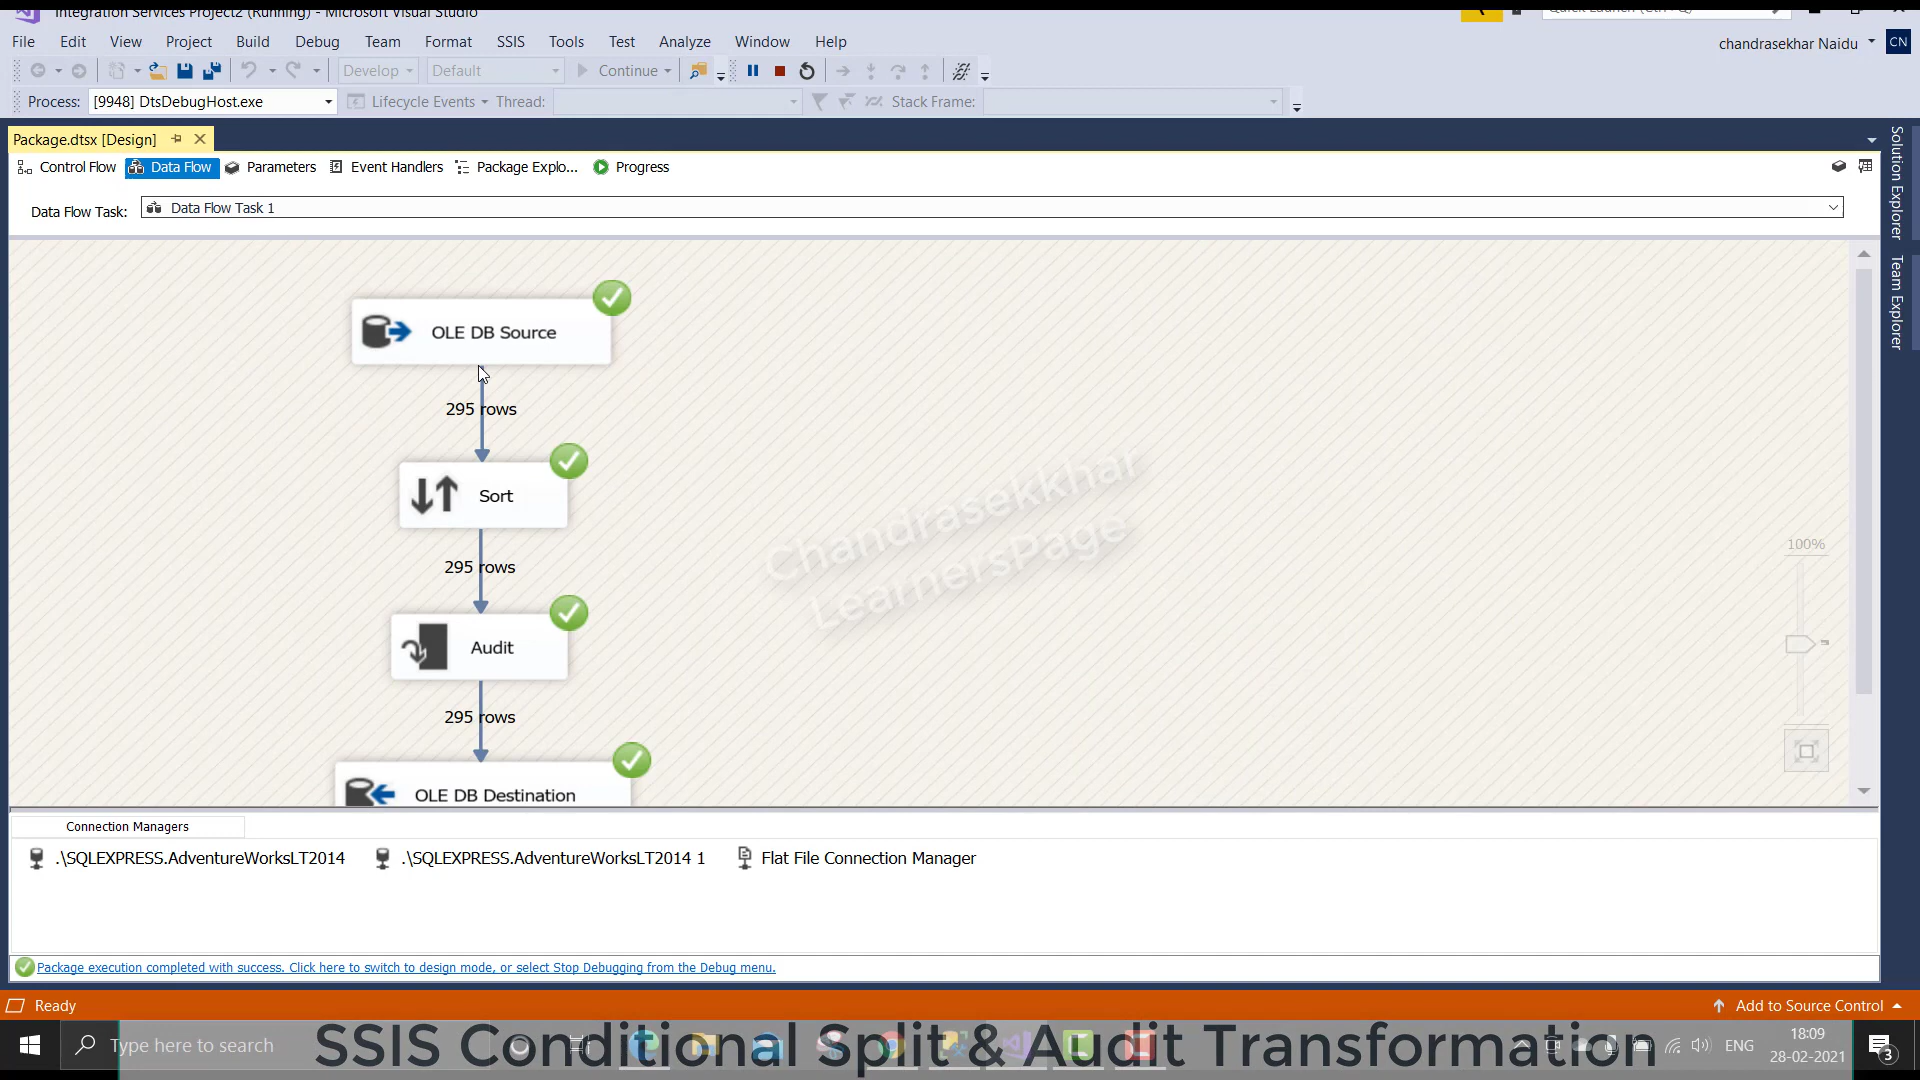 Integration Services Project2 (Running) - Microsoft Visual Studio
Quick Launch (Ctrl+Q)
File Edit View Project Build Debug Team Format SSIS Tools Test Analyze Window Help
chandrasekhar Naidu CN
Develop Default Continue
Process: [9948] DtsDebugHost.exe Lifecycle Events Thread: Stack Frame:
Package.dtsx [Design]
Control Flow Data Flow Parameters Event Handlers Package Explo... Progress
Data Flow Task: Data Flow Task 1
Solution Explorer
Team Explorer
OLE DB Source
295 rows
Sort
295 rows
Audit
295 rows
OLE DB Destination
Chandrasekkhar
LearnersPage
100%
Connection Managers
.\SQLEXPRESS.AdventureWorksLT2014 .\SQLEXPRESS.AdventureWorksLT2014 1 Flat File Connection Manager
Package execution completed with success. Click here to switch to design mode, or select Stop Debugging from the Debug menu.
Ready
Add to Source Control
Type here to search
SSIS Conditional Split & Audit Transformation
ENG
18:09
28-02-2021
3